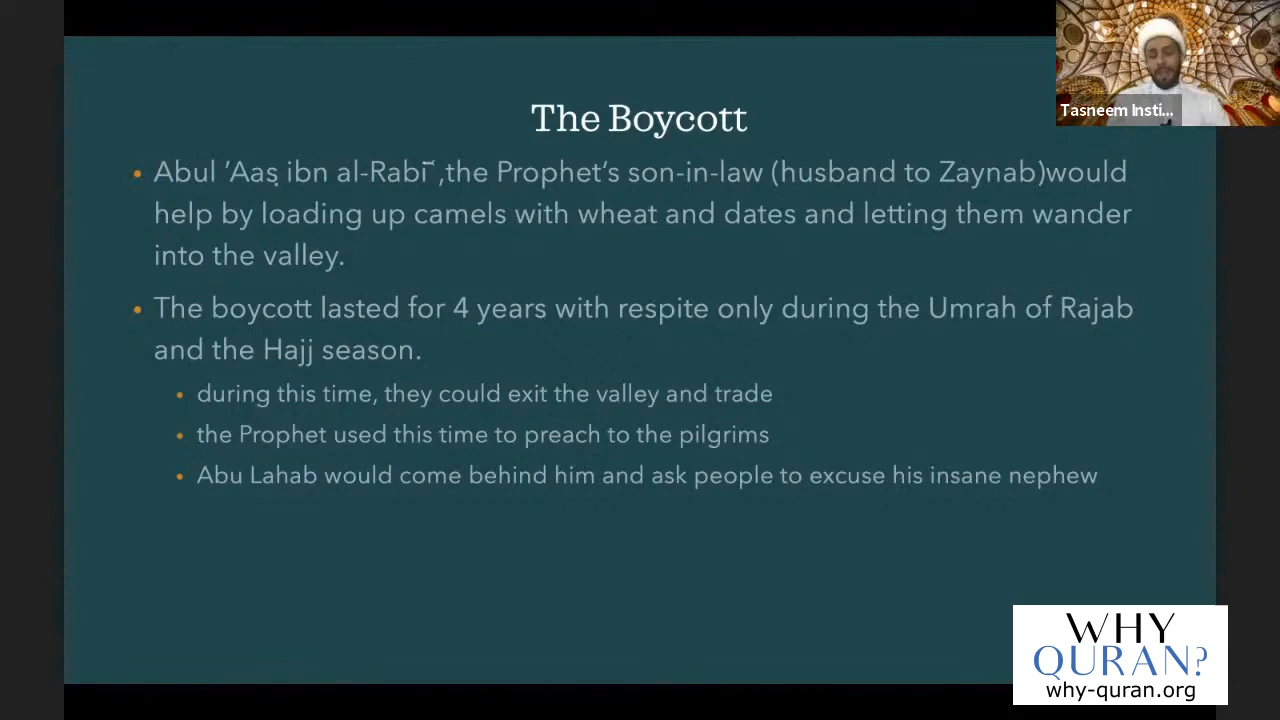 Tasneem Insti...
The Boycott
• Abul ’Aaṣ ibn al-Rabī ̄,the Prophet’s son-in-law (husband to Zaynab)would
help by loading up camels with wheat and dates and letting them wander
into the valley.
• The boycott lasted for 4 years with respite only during the Umrah of Rajab
and the Hajj season.
• during this time, they could exit the valley and trade
• the Prophet used this time to preach to the pilgrims
• Abu Lahab would come behind him and ask people to excuse his insane nephew
WHY
QURAN?
why-quran.org